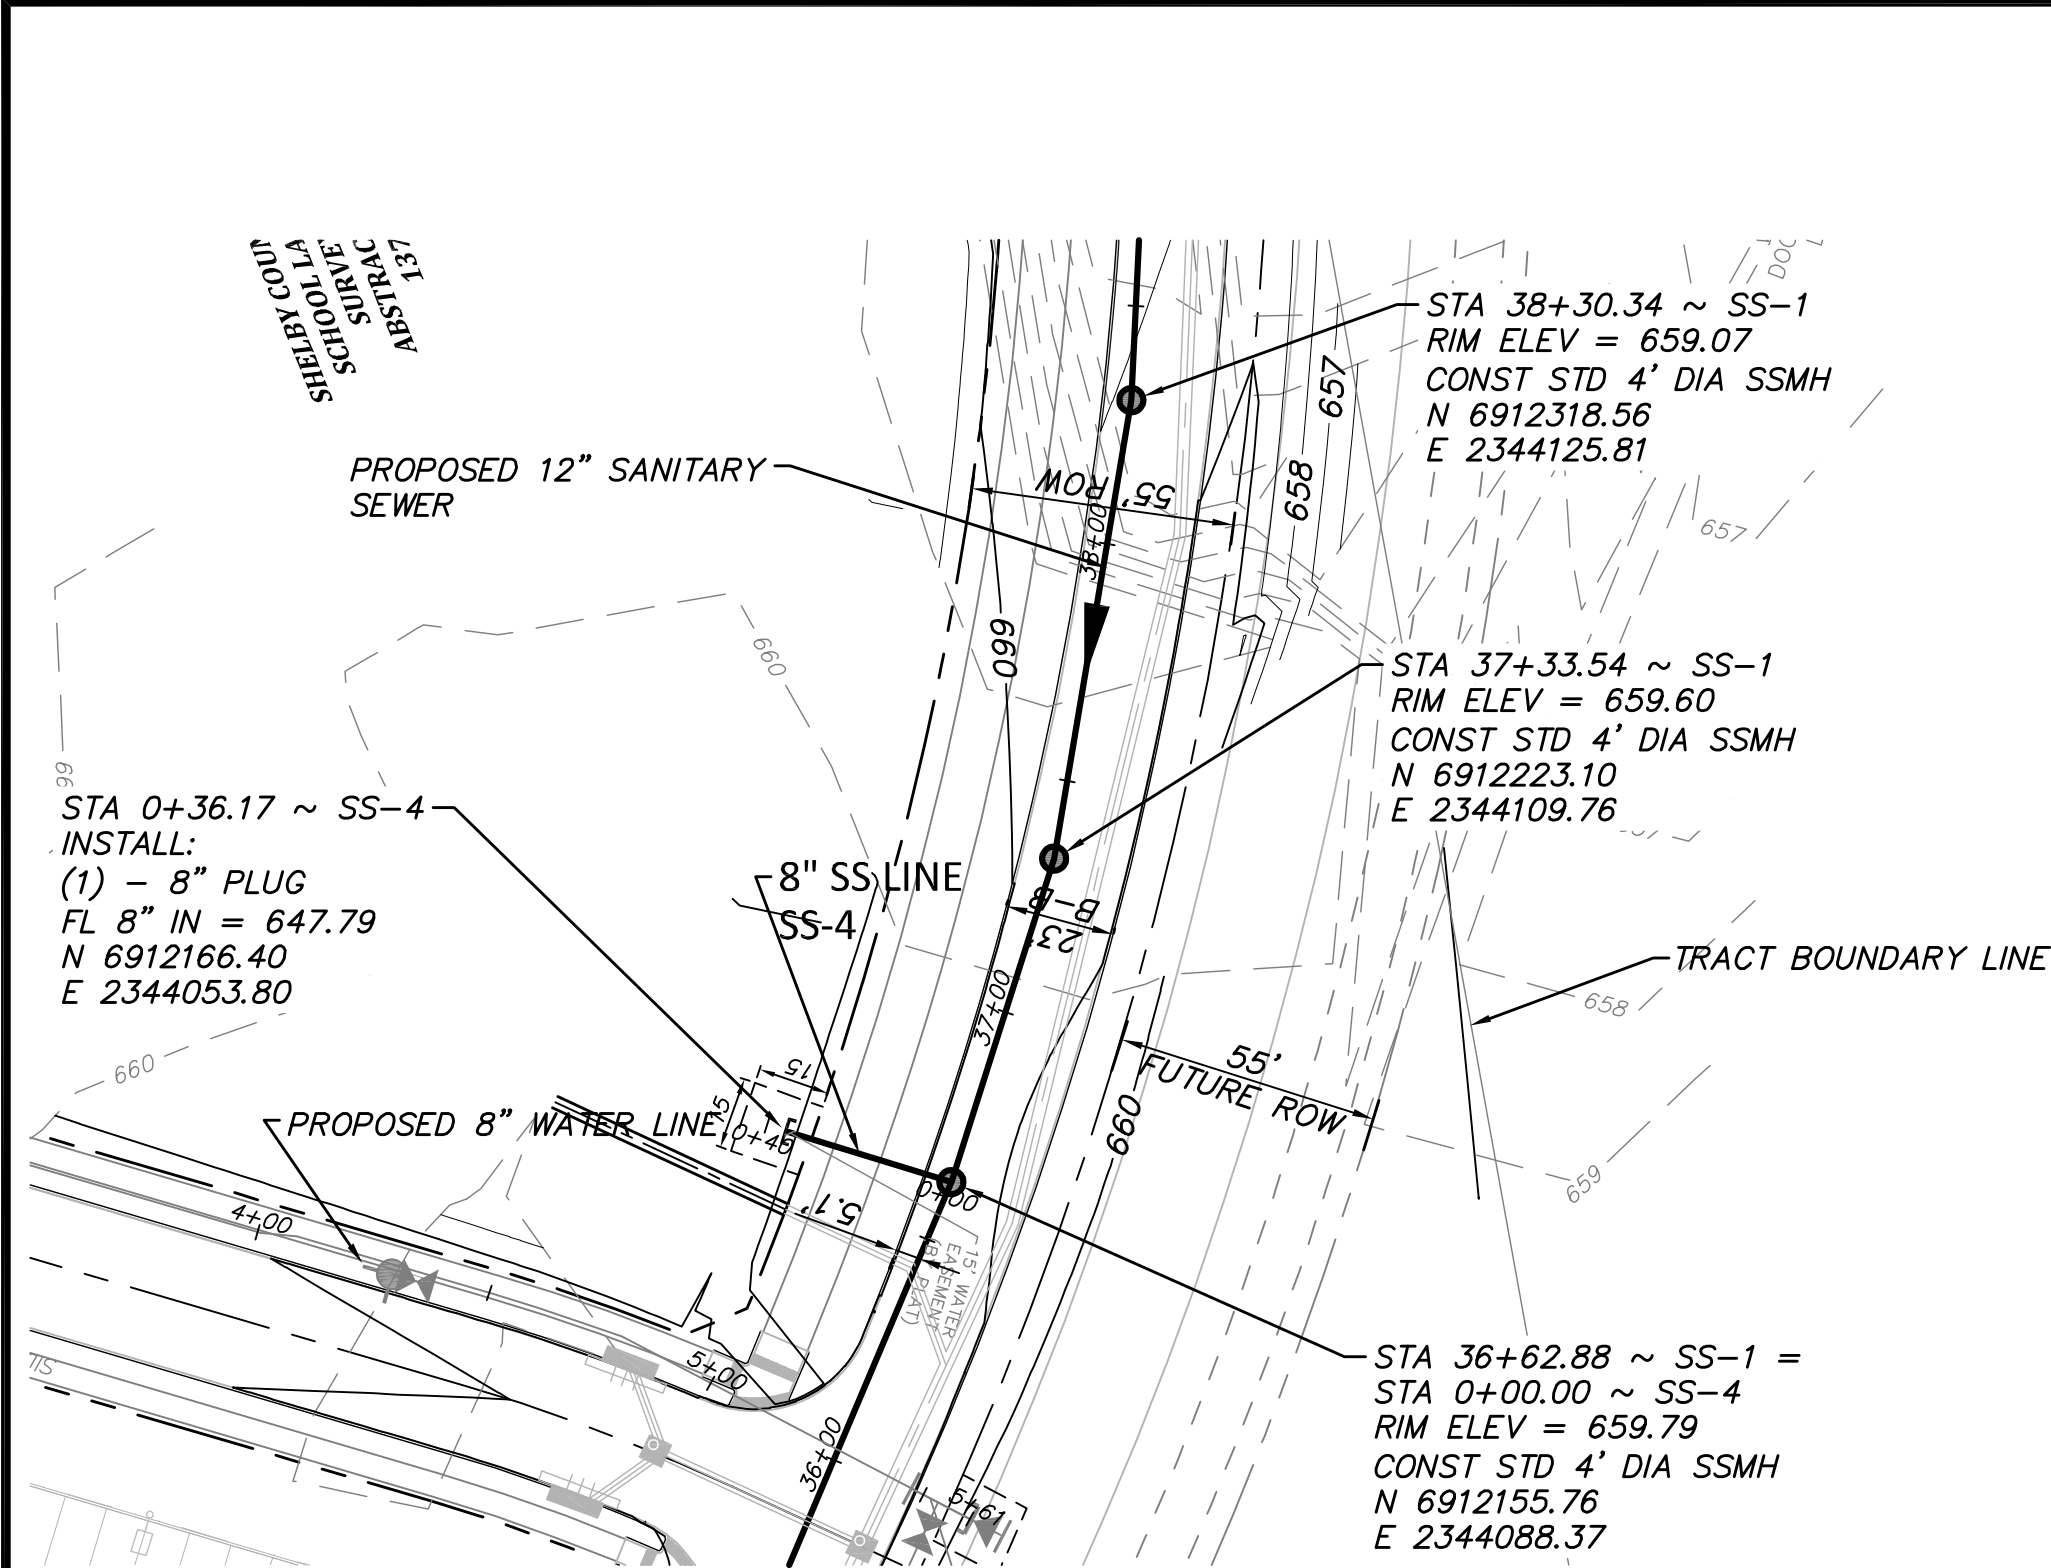 SHELBY COUN
SCHOOL LA
SURVE
ABSTRAC
137
STA 38+30.34 ~ SS-1
RIM ELEV = 659.07
CONST STD 4' DIA SSMH
N 6912318.56
E 2344125.81
657
658
PROPOSED 12" SANITARY
SEWER
55'
ROW
38+00
657
660
660
STA 37+33.54 ~ SS-1
RIM ELEV = 659.60
CONST STD 4' DIA SSMH
N 6912223.10
E 2344109.76
66
STA 0+36.17 ~ SS-4
INSTALL:
(1) - 8" PLUG
FL 8" IN = 647.79
N 6912166.40
E 2344053.80
8" SS LINE
SS-4
23'
B-B
37+00
TRACT BOUNDARY LINE
658
660
55'
FUTURE ROW
660
15
15
0+40
PROPOSED 8" WATER LINE
0+00
5.1'
659
4+00
15' WATER
EASEMENT
(BY PLAT)
5+00
36+00
5+61
STA 36+62.88 ~ SS-1 =
STA 0+00.00 ~ SS-4
RIM ELEV = 659.79
CONST STD 4' DIA SSMH
N 6912155.76
E 2344088.37